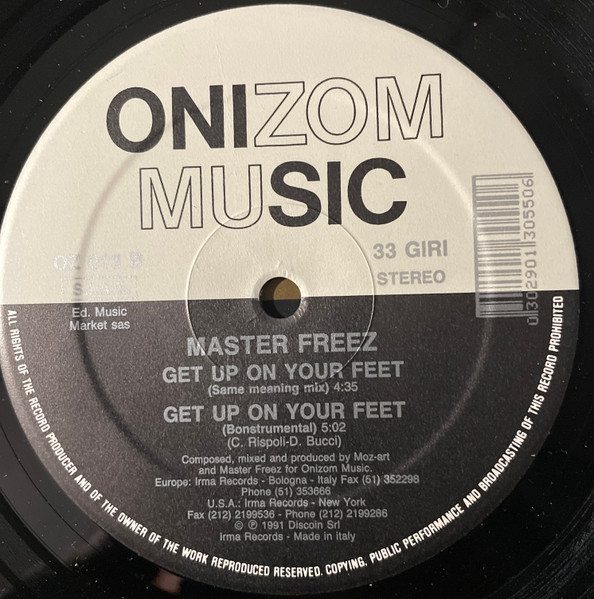 ONIZOM
MUSIC
33 GIRI
STEREO
Ed. Music
Market sas
0302901305506
MASTER FREEZ
GET UP ON YOUR FEET
(Same meaning mix) 4:35
GET UP ON YOUR FEET
(Bonstrumental) 5:02
(C. Rispoli-D. Bucci)
Composed, mixed and produced by Moz-art
and Master Freez for Onizom Music.
Europe: Irma Records - Bologna - Italy Fax (51) 352298
Phone (51) 353666
U.S.A.: Irma Records - New York
Fax (212) 2199536 - Phone (212) 2199286
© ℗ 1991 Discoin Srl
Irma Records - Made in Italy
ALL RIGHTS OF THE RECORD PRODUCER AND OF THE OWNER OF THE WORK REPRODUCED RESERVED. COPYING, PUBLIC PERFORMANCE AND BROADCASTING OF THIS RECORD PROHIBITED